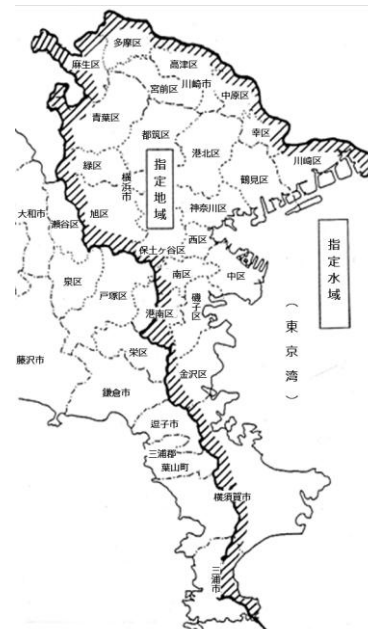 多摩区
麻生区
高津区
宮前区
川崎市
中原区
青葉区
幸区
都筑区
港北区
川崎区
緑区
横浜市
指定地域
鶴見区
大和市
瀬谷区
旭区
神奈川区
指定水域
保土ヶ谷区
西区
泉区
戸塚区
南区
中区
港南区
磯子区
（東京湾）
藤沢市
栄区
金沢区
鎌倉市
逗子市
三浦郡
葉山町
横須賀市
三浦市